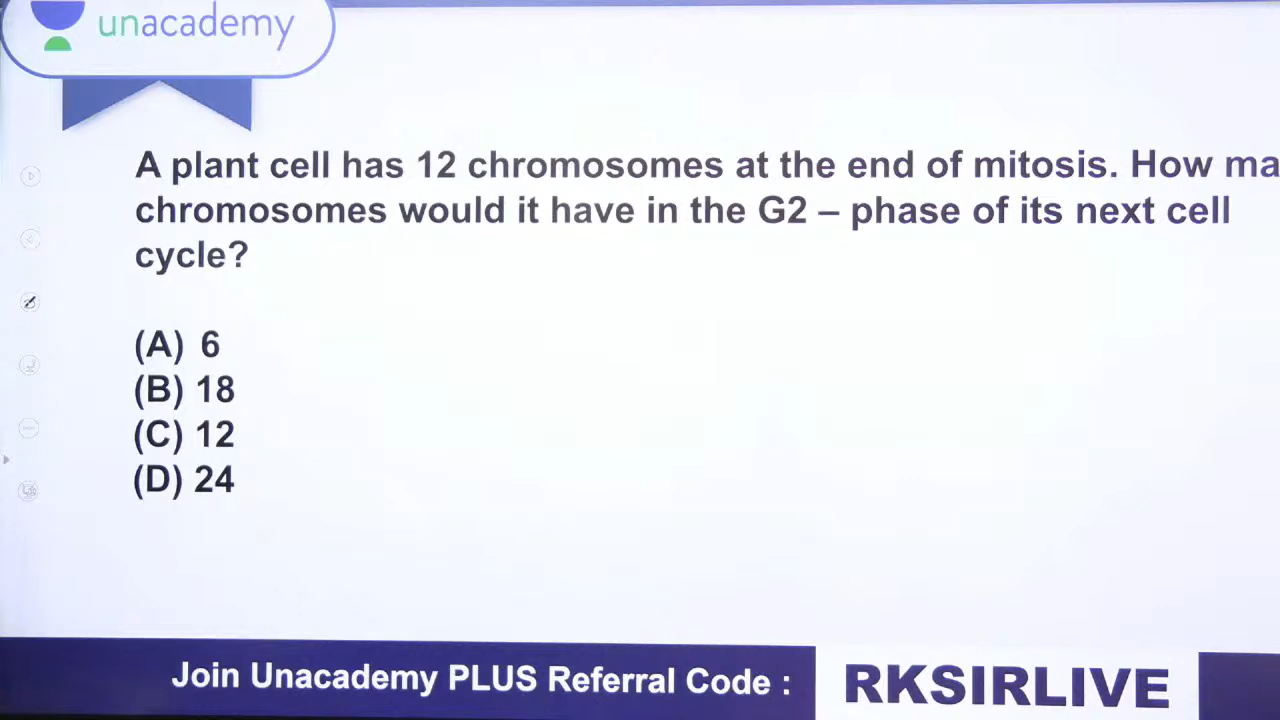 unacademy
A plant cell has 12 chromosomes at the end of mitosis. How ma
chromosomes would it have in the G2 – phase of its next cell
cycle?
(A) 6
(B) 18
(C) 12
(D) 24
Join Unacademy PLUS Referral Code :
RKSIRLIVE